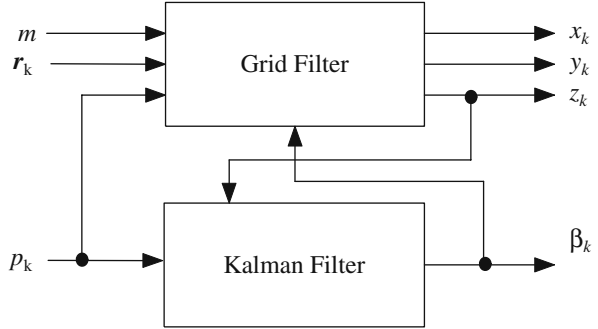 m
r_k
p_k
Grid Filter
Kalman Filter
x_k
y_k
z_k
β_k